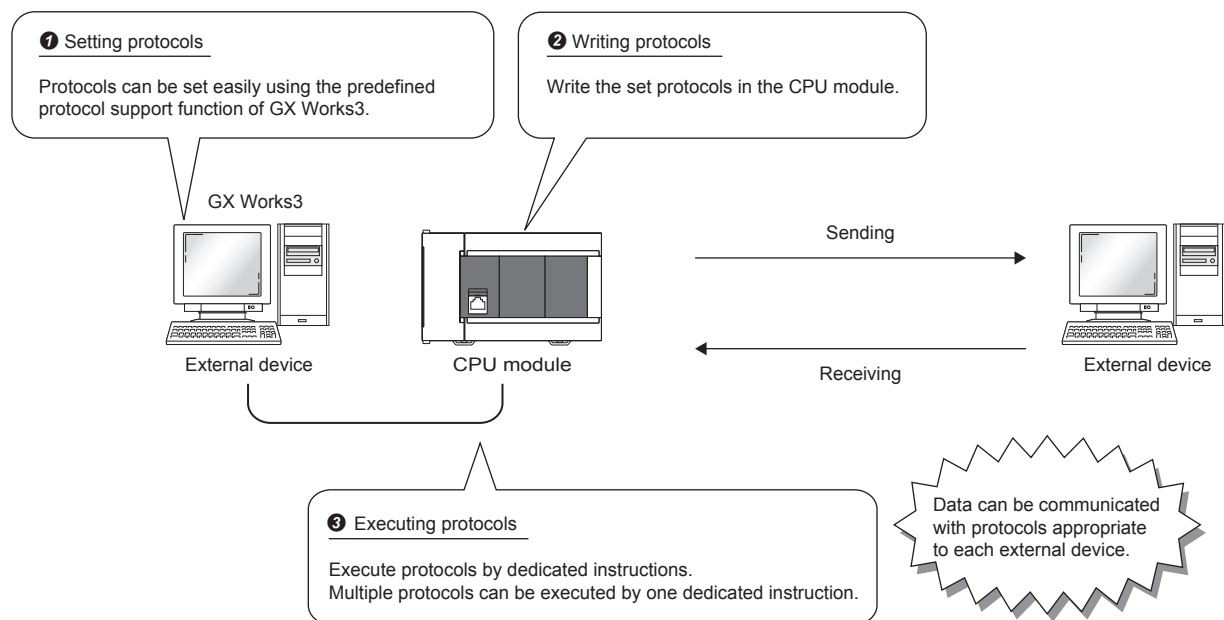 ❶ Setting protocols
Protocols can be set easily using the predefined
protocol support function of GX Works3.
❷ Writing protocols
Write the set protocols in the CPU module.
GX Works3
External device
CPU module
Sending
Receiving
External device
❸ Executing protocols
Execute protocols by dedicated instructions.
Multiple protocols can be executed by one dedicated instruction.
Data can be communicated
with protocols appropriate
to each external device.